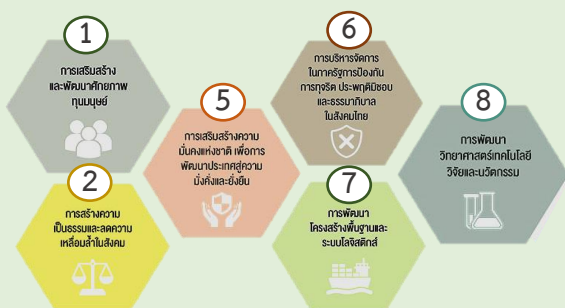 1
การเสริมสร้าง
และพัฒนาศักยภาพ
ทุนมนุษย์
2
การสร้างความ
เป็นธรรมและลดความ
เหลื่อมล้ำในสังคม
5
การเสริมสร้างความ
มั่นคงแห่งชาติ เพื่อการ
พัฒนาประเทศสู่ความ
มั่งคั่งและยั่งยืน
6
การบริหารจัดการ
ในภาครัฐการป้องกัน
การทุจริต ประพฤติมิชอบ
และธรรมาภิบาล
ในสังคมไทย
7
การพัฒนา
โครงสร้างพื้นฐานและ
ระบบโลจิสติกส์
8
การพัฒนา
วิทยาศาสตร์เทคโนโลยี
วิจัยและนวัตกรรม